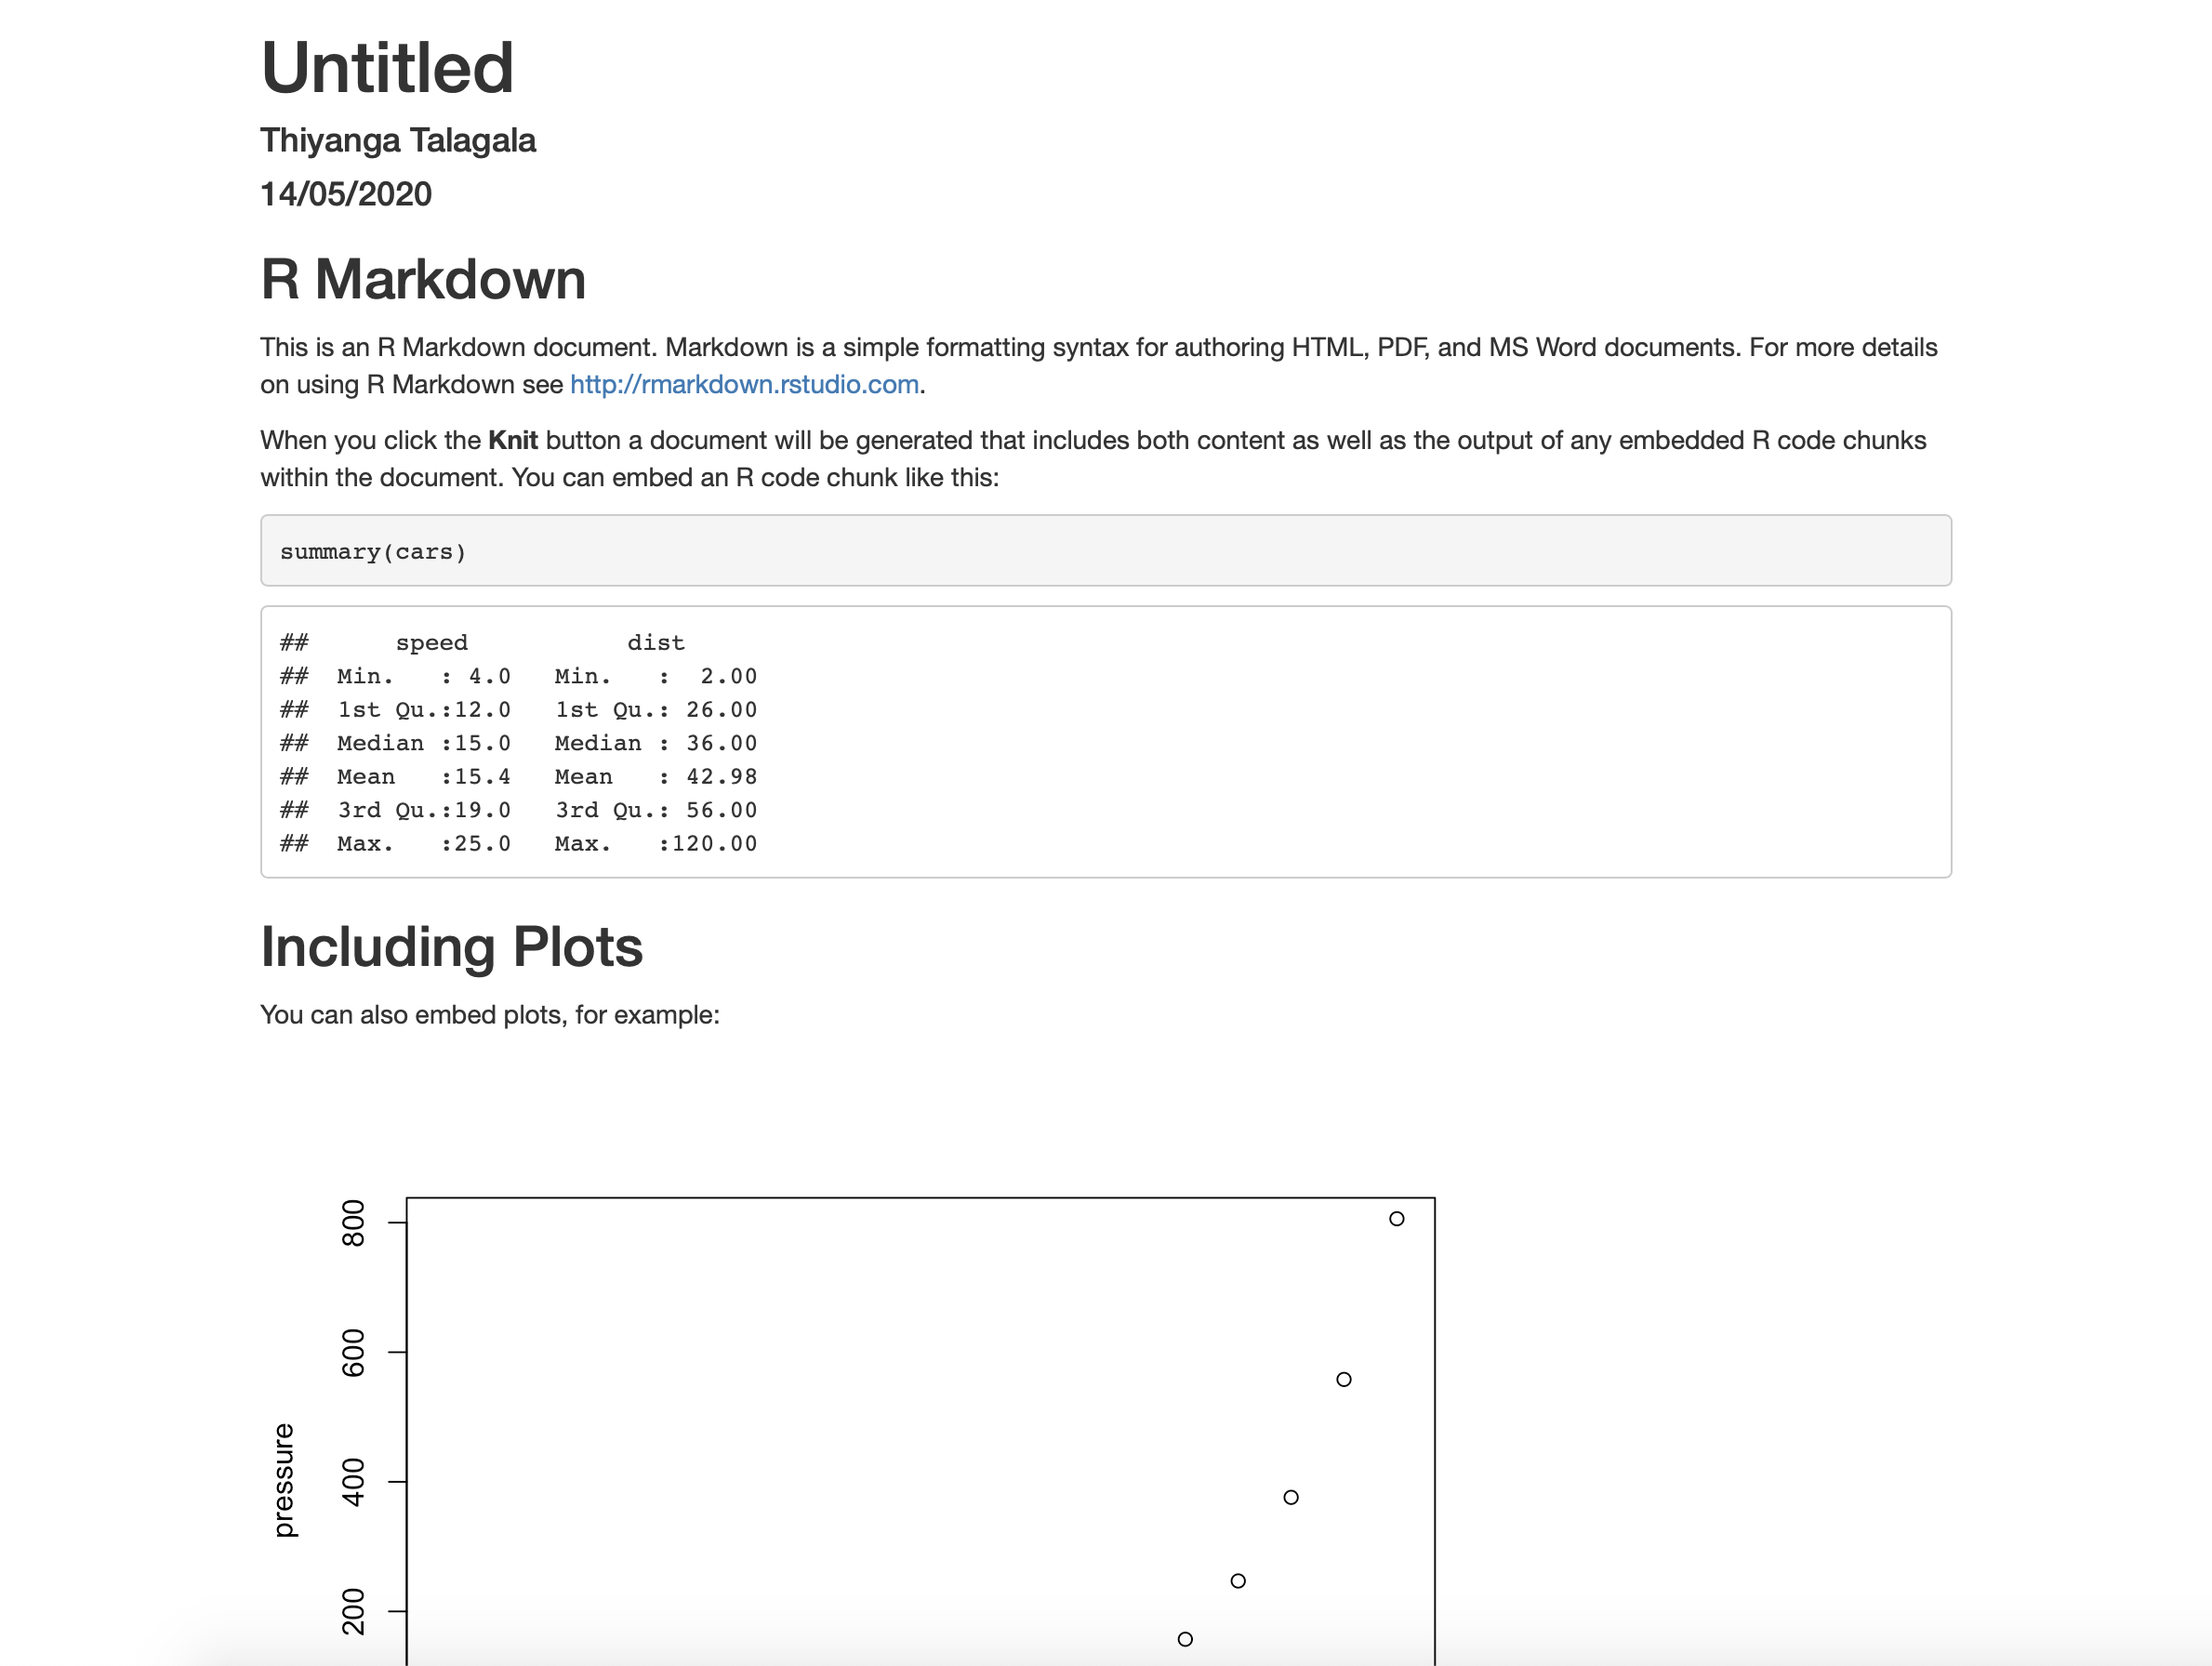 Untitled
Thiyanga Talagala
14/05/2020
R Markdown
This is an R Markdown document. Markdown is a simple formatting syntax for authoring HTML, PDF, and MS Word documents. For more details
on using R Markdown see http://rmarkdown.rstudio.com.
When you click the Knit button a document will be generated that includes both content as well as the output of any embedded R code chunks
within the document. You can embed an R code chunk like this:
summary(cars)
##      speed           dist
##  Min.   : 4.0   Min.   :  2.00
##  1st Qu.:12.0   1st Qu.: 26.00
##  Median :15.0   Median : 36.00
##  Mean   :15.4   Mean   : 42.98
##  3rd Qu.:19.0   3rd Qu.: 56.00
##  Max.   :25.0   Max.   :120.00
Including Plots
You can also embed plots, for example:
800
600
400
200
pressure